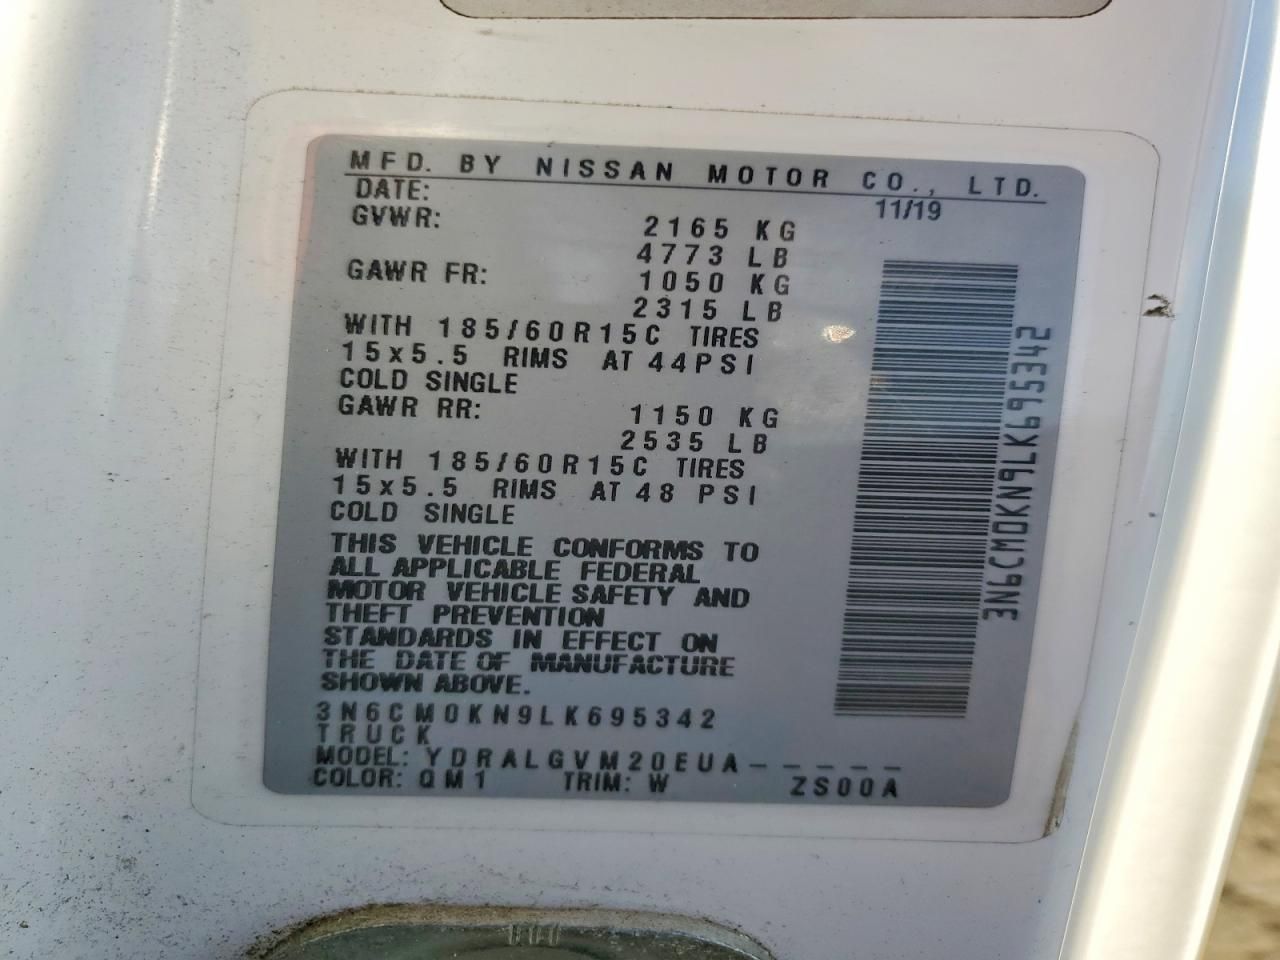 MFD. BY NISSAN MOTOR CO., LTD.
DATE: 11/19
GVWR: 2165 KG
4773 LB
GAWR FR: 1050 KG
2315 LB
WITH 185/60R15C TIRES
15x5.5 RIMS AT 44PSI
COLD SINGLE
GAWR RR: 1150 KG
2535 LB
WITH 185/60R15C TIRES
15x5.5 RIMS AT 48 PSI
COLD SINGLE
THIS VEHICLE CONFORMS TO
ALL APPLICABLE FEDERAL
MOTOR VEHICLE SAFETY AND
THEFT PREVENTION
STANDARDS IN EFFECT ON
THE DATE OF MANUFACTURE
SHOWN ABOVE.
3N6CM0KN9LK695342
TRUCK
MODEL: YDRALGVM20EUA-----
COLOR: QM1 TRIM: W ZS00A
3N6CM0KN9LK695342